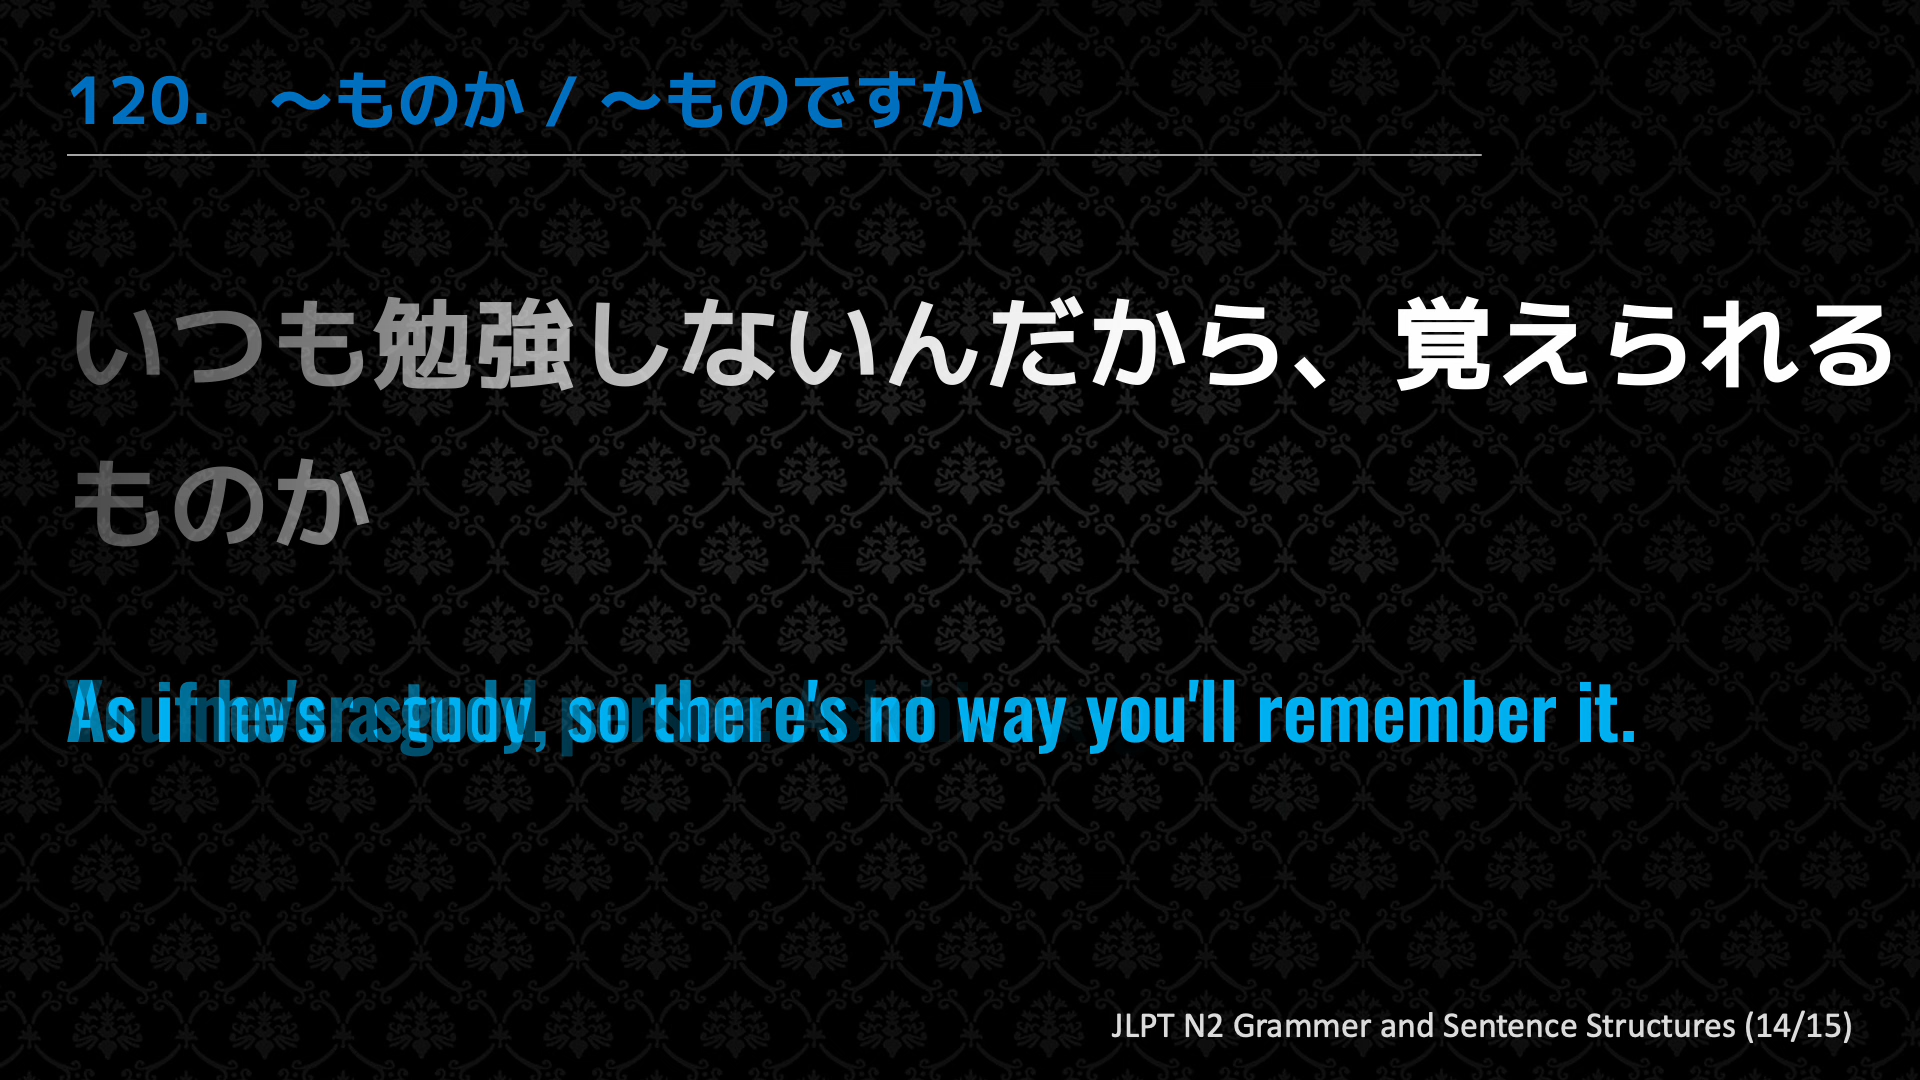 120. ～ものか / ～ものですか
いつも勉強しないんだから、覚えられる
ものか
so there's no way you'll remember it.
JLPT N2 Grammer and Sentence Structures (14/15)